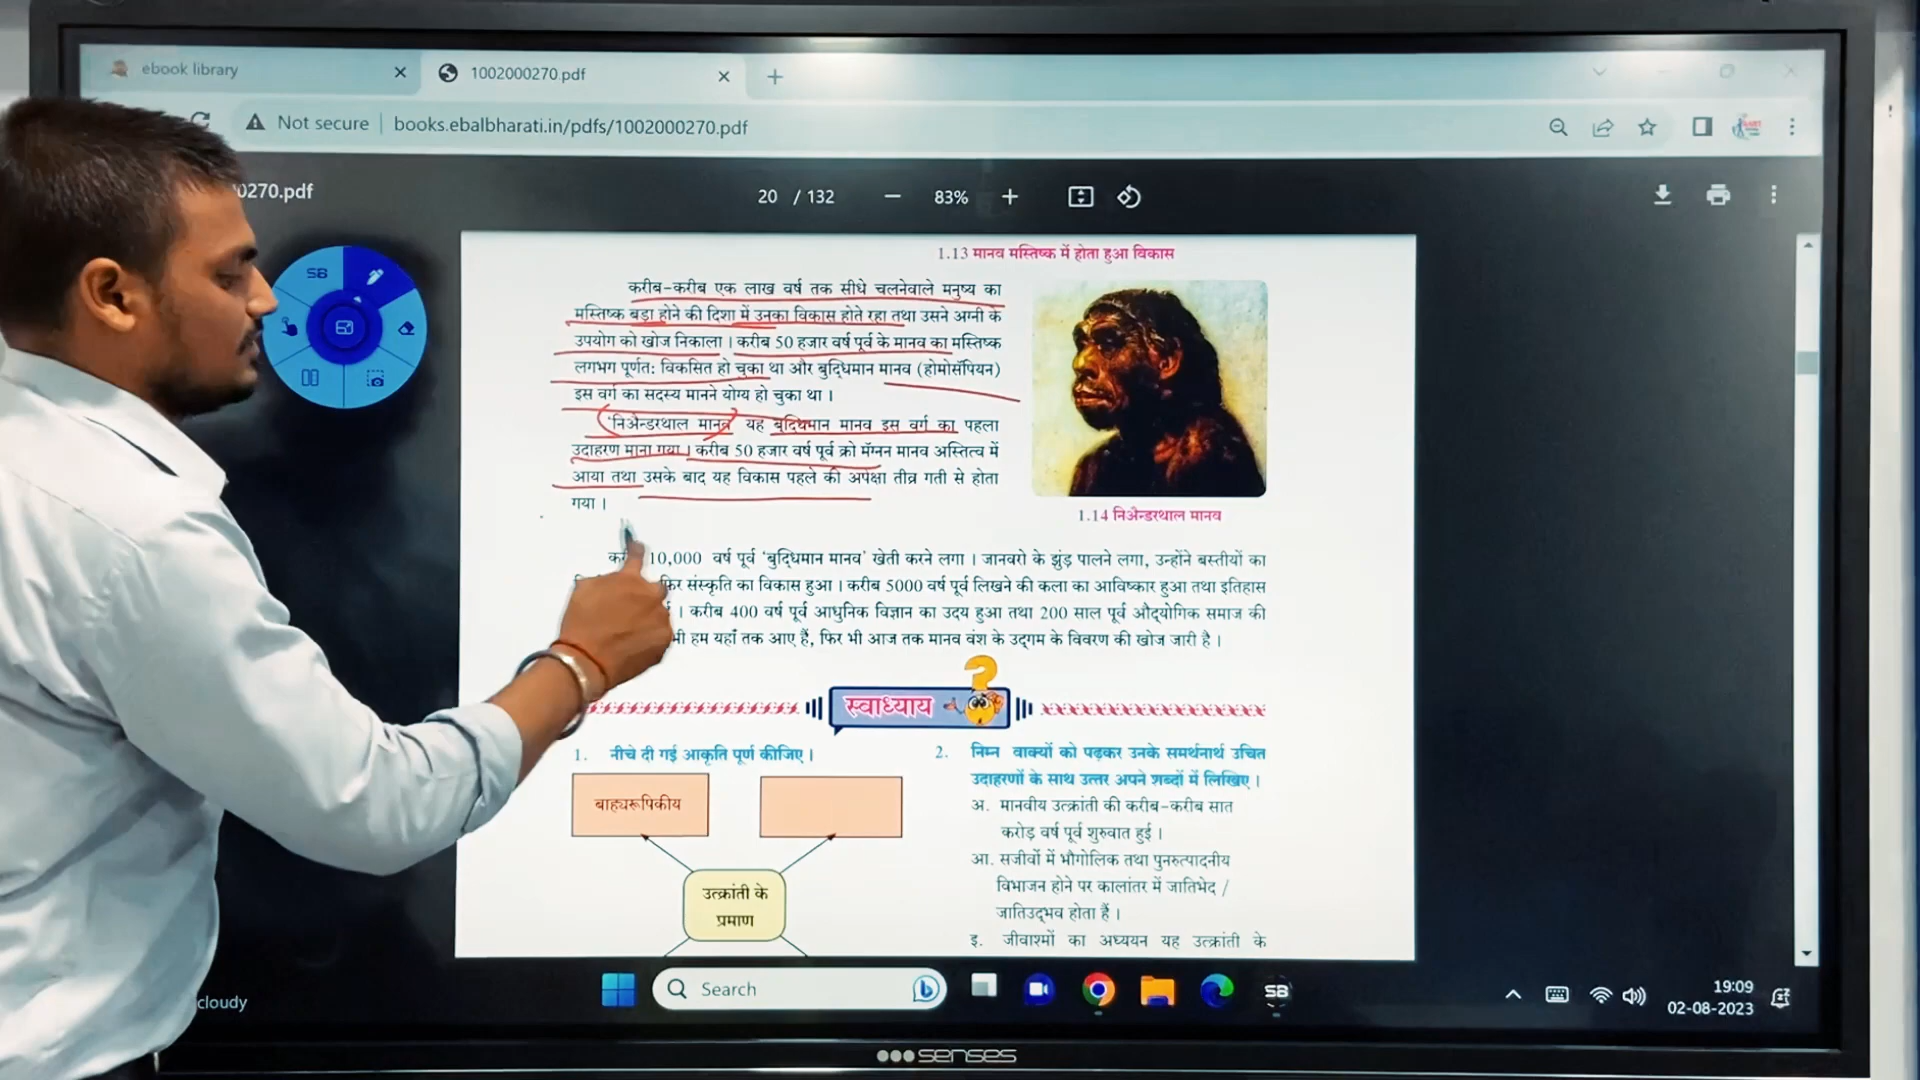 ebook library
1002000270.pdf
Not secure
books.ebalbharati.in/pdfs/1002000270.pdf
0270.pdf
20 / 132
83%
SB
1.13 मानव मस्तिष्क में होता हुआ विकास
करीब-करीब एक लाख वर्ष तक सीधे चलनेवाले मनुष्य का
मस्तिष्क बड़ा होने की दिशा में उनका विकास होते रहा तथा उसने अग्नी के
उपयोग को खोज निकाला । करीब 50 हजार वर्ष पूर्व के मानव का मस्तिष्क
लगभग पूर्णत: विकसित हो चुका था और बुद्धिमान मानव (होमोसॅपियन)
इस वर्ग का सदस्य मानने योग्य हो चुका था ।
'निअॅन्डरथाल मानव' यह बुद्धिमान मानव इस वर्ग का पहला
उदाहरण माना गया । करीब 50 हजार वर्ष पूर्व क्रो मॅग्नन मानव अस्तित्व में
आया तथा उसके बाद यह विकास पहले की अपेक्षा तीव्र गती से होता
गया ।
1.14 निअॅन्डरथाल मानव
10,000 वर्ष पूर्व 'बुद्धिमान मानव' खेती करने लगा । जानवरो के झुंड पालने लगा, उन्होंने बस्तीयों का
फिर संस्कृति का विकास हुआ । करीब 5000 वर्ष पूर्व लिखने की कला का आविष्कार हुआ तथा इतिहास
। करीब 400 वर्ष पूर्व आधुनिक विज्ञान का उदय हुआ तथा 200 साल पूर्व औद्योगिक समाज की
भी हम यहाँ तक आए हैं, फिर भी आज तक मानव वंश के उद्गम के विवरण की खोज जारी है ।
स्वाध्याय
1. नीचे दी गई आकृति पूर्ण कीजिए ।
बाह्यरूपिकीय
उत्क्रांती के
प्रमाण
2. निम्न वाक्यों को पढ़कर उनके समर्थनार्थ उचित
उदाहरणों के साथ उत्तर अपने शब्दों में लिखिए ।
अ. मानवीय उत्क्रांती की करीब-करीब सात
करोड़ वर्ष पूर्व शुरुवात हुई ।
आ. सजीवों में भौगोलिक तथा पुनरुत्पादनीय
विभाजन होने पर कालांतर में जातिभेद /
जातिउद्भव होता हैं ।
इ. जीवाश्मों का अध्ययन यह उत्क्रांती के
cloudy
Search
SB
19:09
02-08-2023
senses